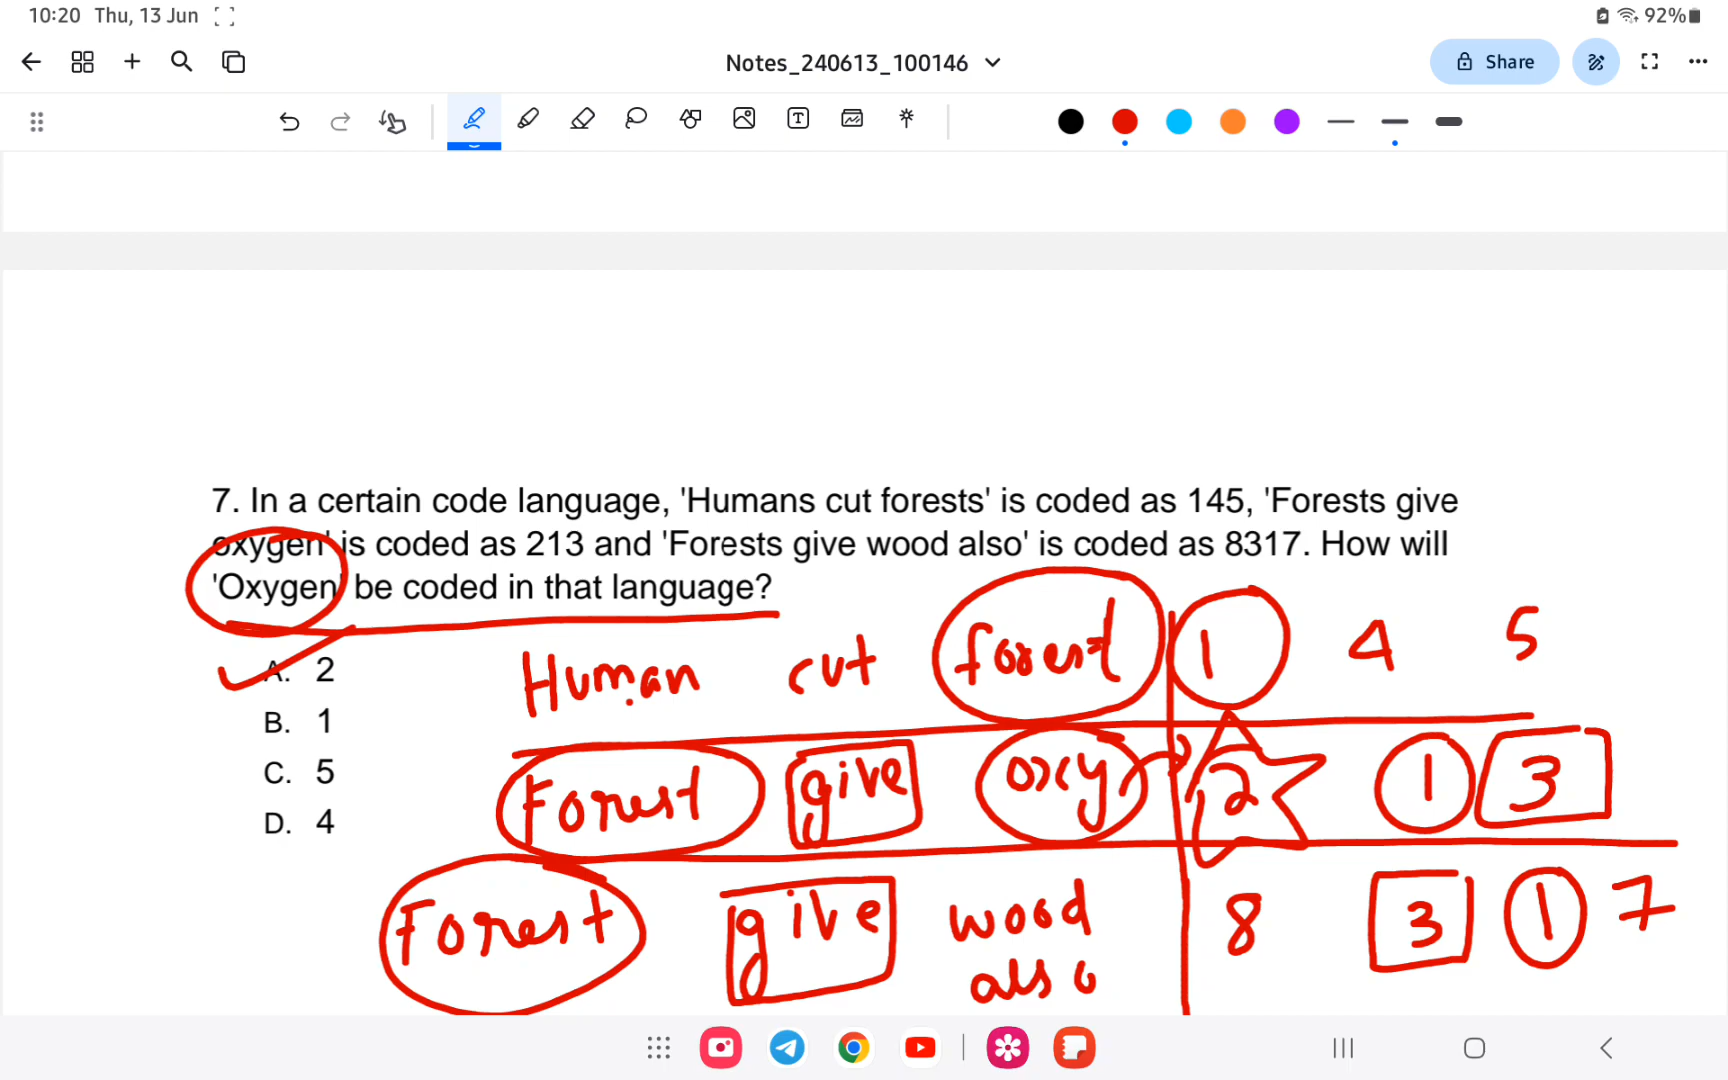 10:20 Thu, 13 Jun
92%
Notes_240613_100146
Share
7. In a certain code language, 'Humans cut forests' is coded as 145, 'Forests give
oxygen' is coded as 213 and 'Forests give wood also' is coded as 8317. How will
'Oxygen' be coded in that language?
A. 2
B. 1
C. 5
D. 4
Human cut forest 1 4 5
Forest give oxy 2 1 3
Forest give wood 8 3 1 7
also